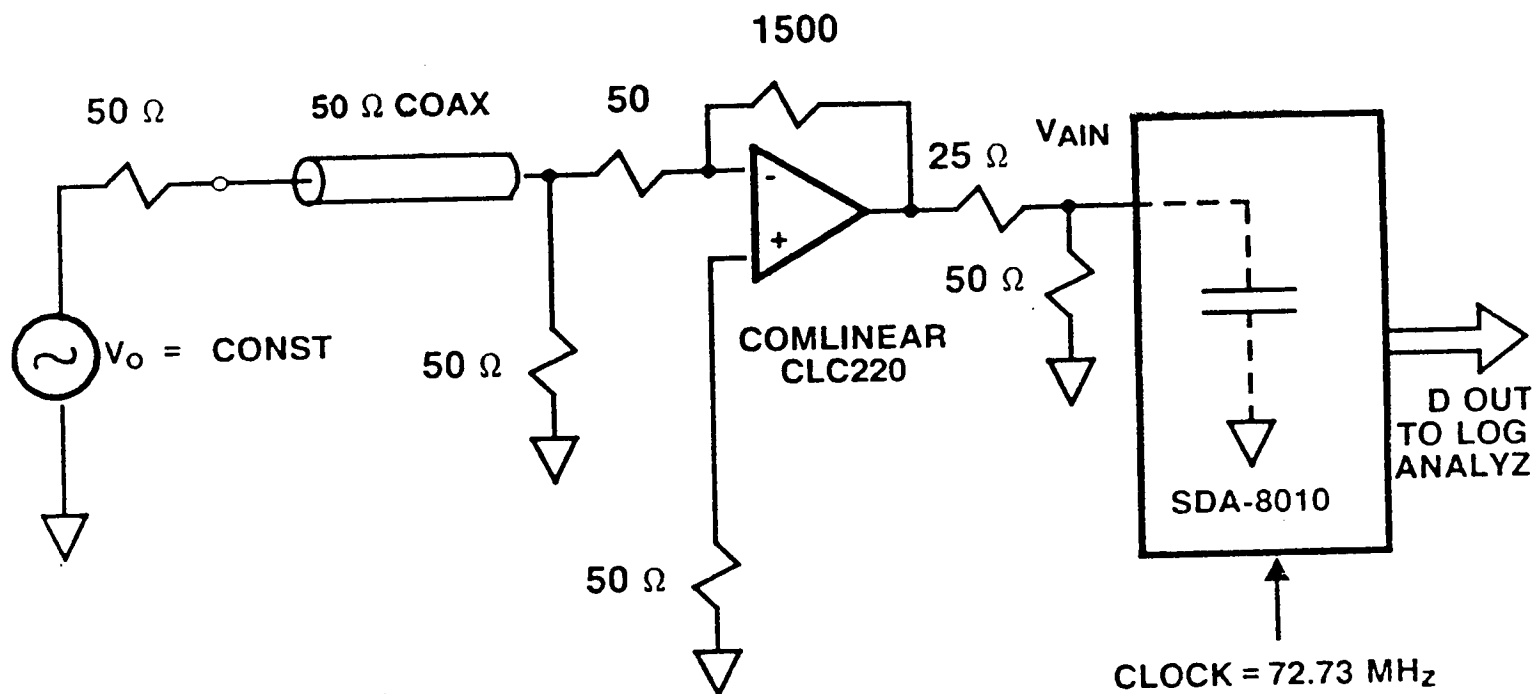 1500
50 Ω
50 Ω COAX
50
25 Ω
VAIN
-
+
50 Ω
Vo = CONST
50 Ω
COMLINEAR
CLC220
D OUT
TO LOG
ANALYZ
SDA-8010
50 Ω
CLOCK = 72.73 MHz